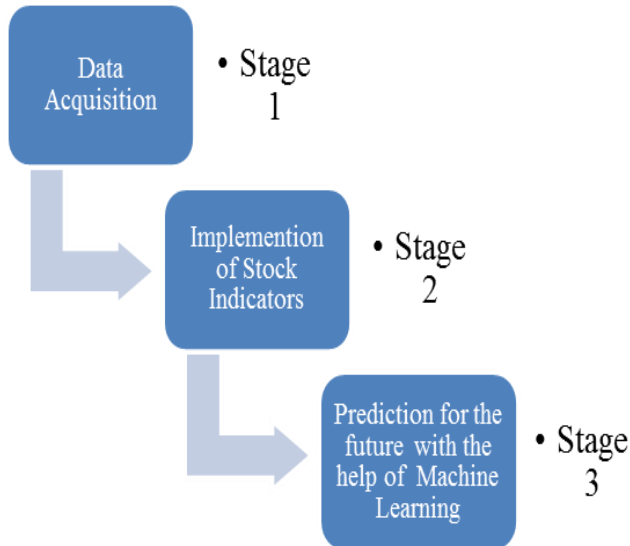 Data
Acquisition
• Stage
1
Implemention
of Stock
Indicators
• Stage
2
Prediction for the
future with the
help of Machine
Learning
• Stage
3